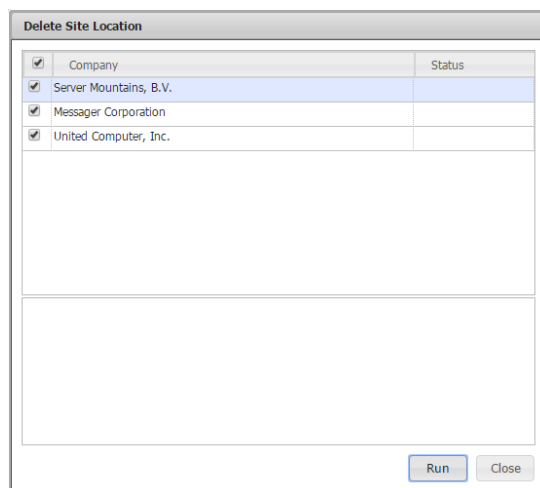 Delete Site Location
Company Status
Server Mountains, B.V.
Messager Corporation
United Computer, Inc.
Run Close